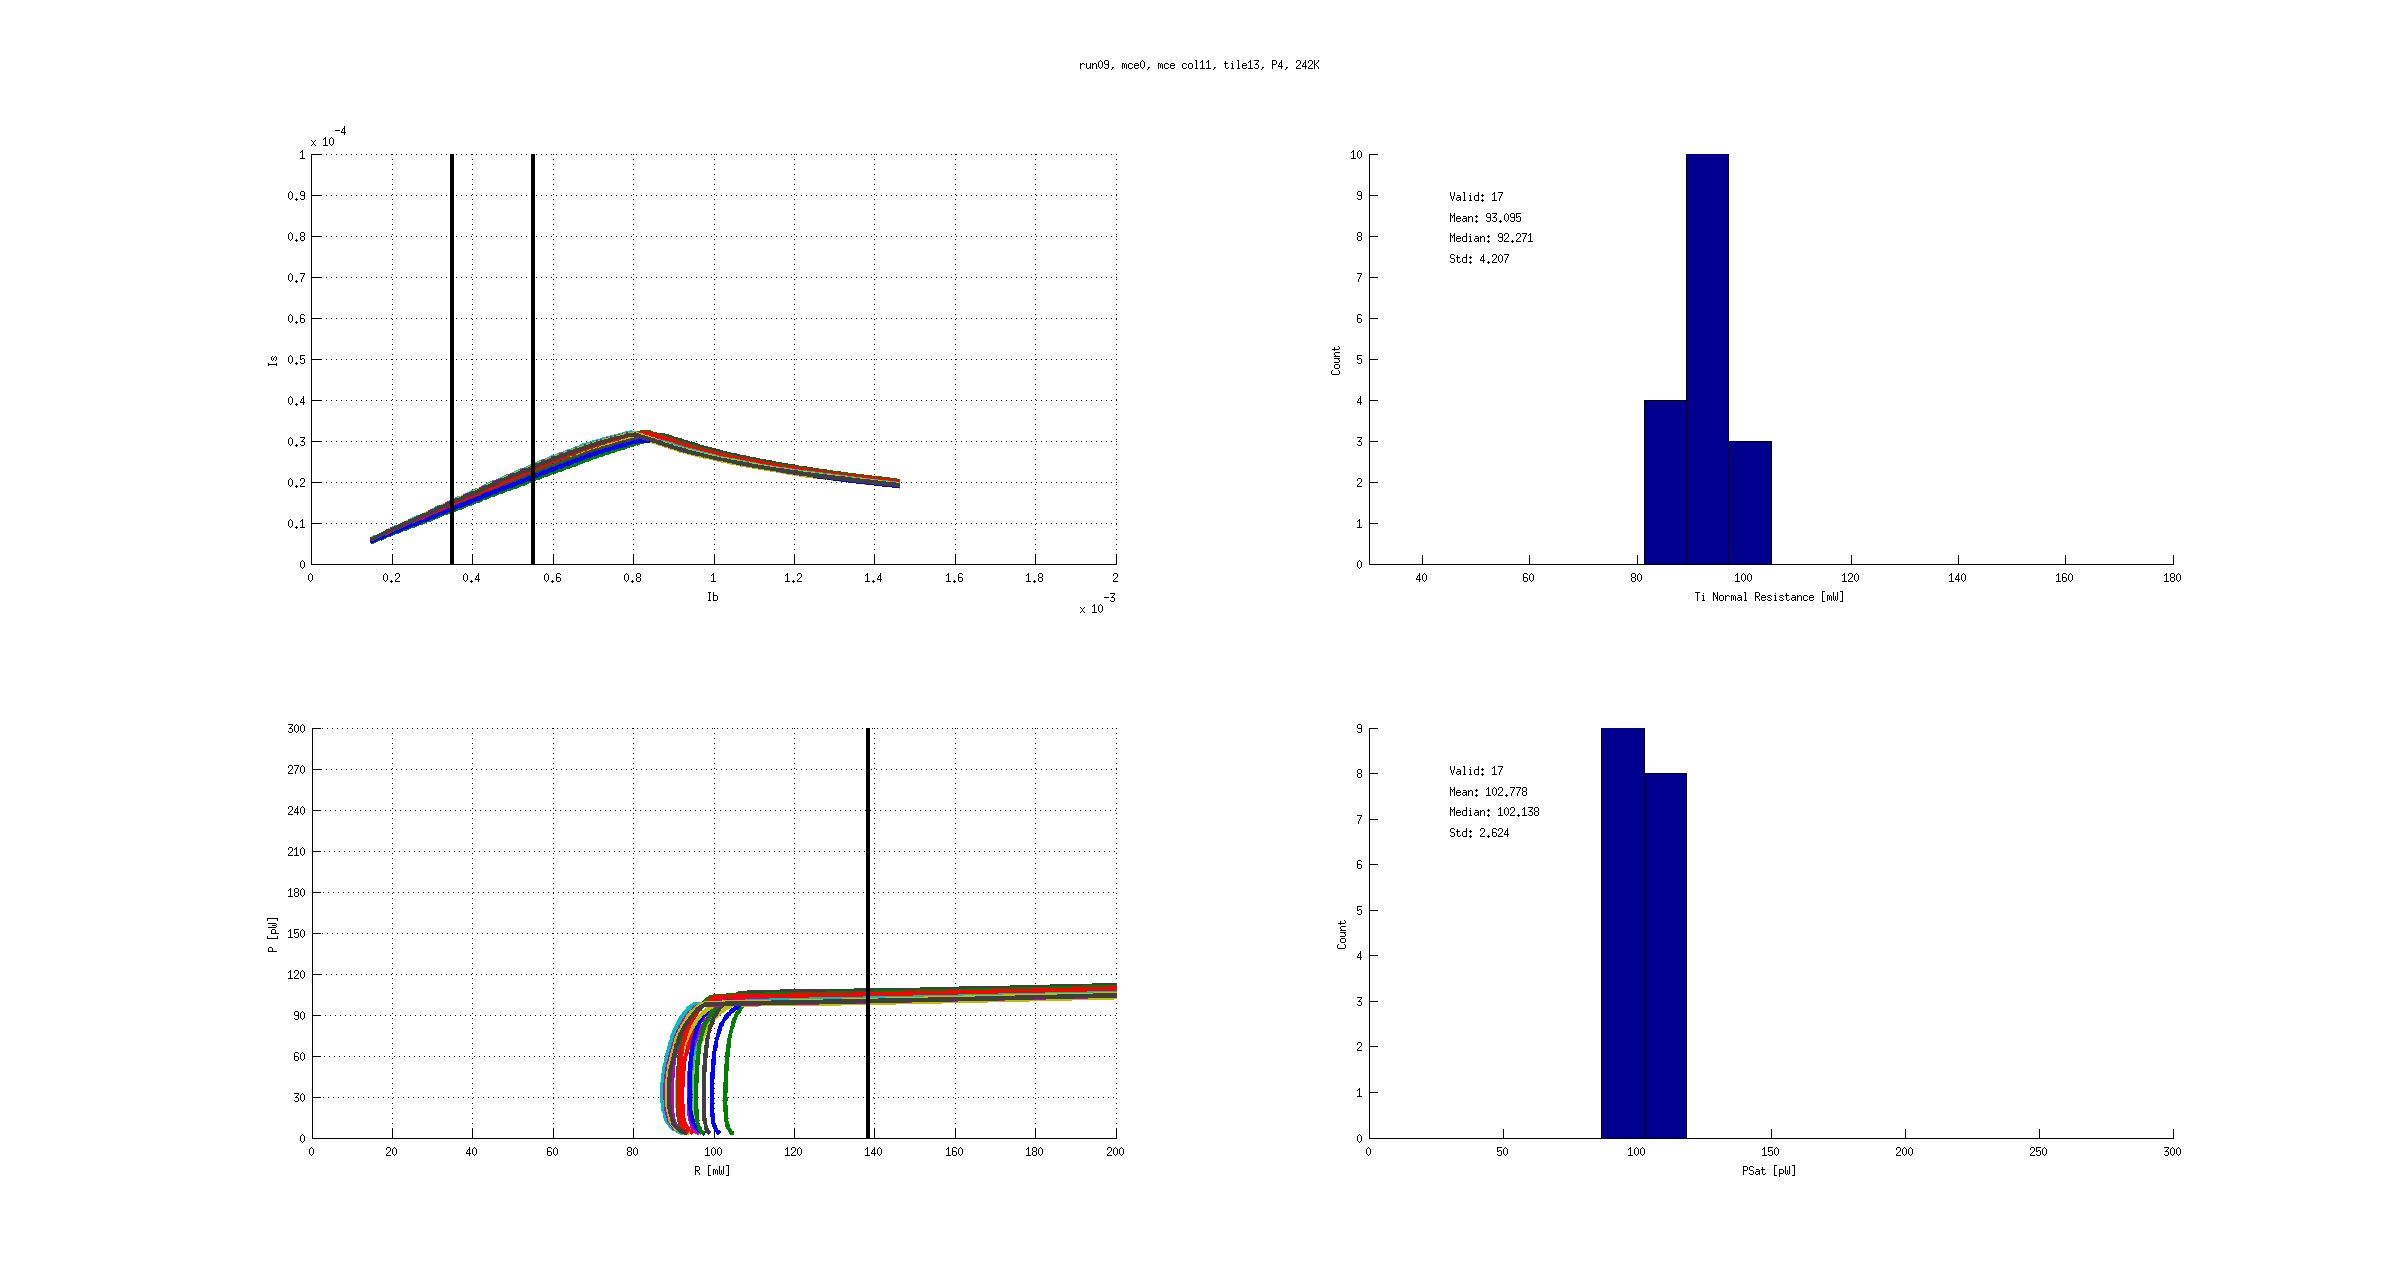 run09, mce0, mce col11, tile13, P4, 242K
x 10^-4
1
0.9
0.8
0.7
0.6
0.5
0.4
0.3
0.2
0.1
0
Is
0 0.2 0.4 0.6 0.8 1 1.2 1.4 1.6 1.8 2
Ib
x 10^-3
10
9
8
7
6
5
4
3
2
1
0
Count
Valid: 17
Mean: 93.095
Median: 92.271
Std: 4.207
40 60 80 100 120 140 160 180
Ti Normal Resistance [mW]
300
270
240
210
180
150
120
90
60
30
0
P [pW]
0 20 40 60 80 100 120 140 160 180 200
R [mW]
9
8
7
6
5
4
3
2
1
0
Count
Valid: 17
Mean: 102.778
Median: 102.138
Std: 2.624
0 50 100 150 200 250 300
PSat [pW]